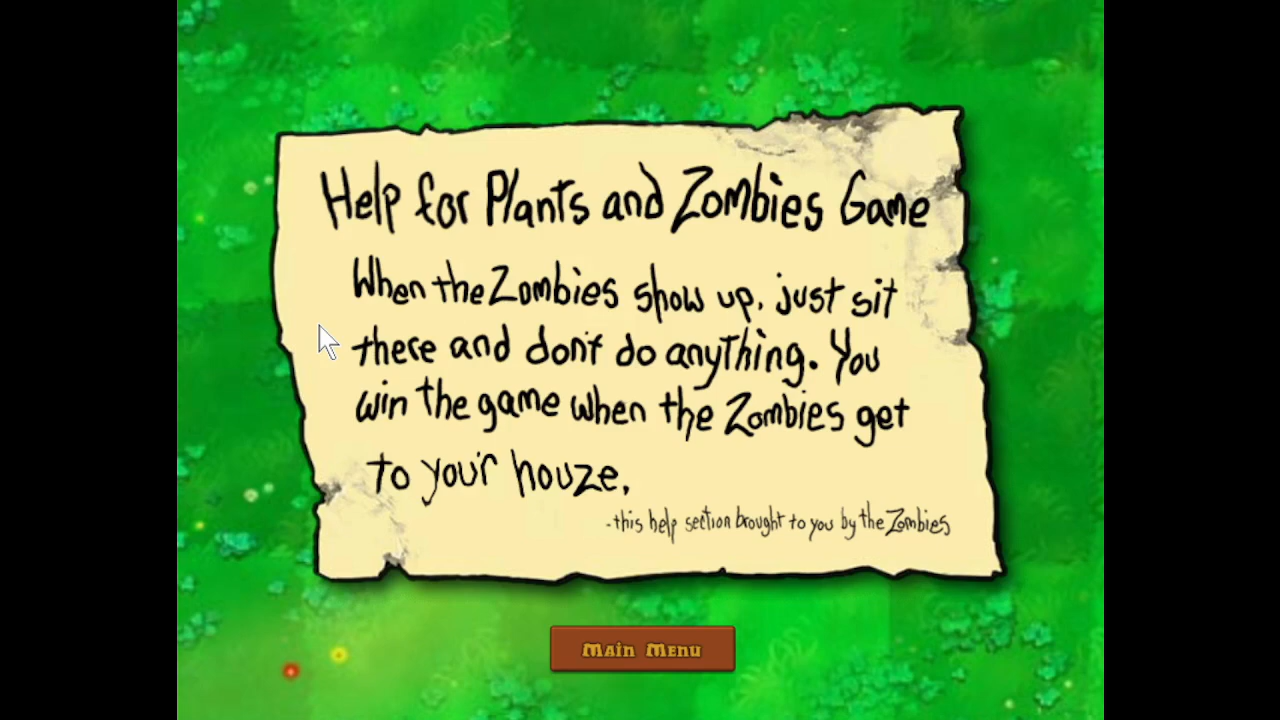 Help for Plants and Zombies Game
When the Zombies show up, just sit
there and don't do anything. You
win the game when the Zombies get
to your houze.
-this help section brought to you by the Zombies
Main Menu